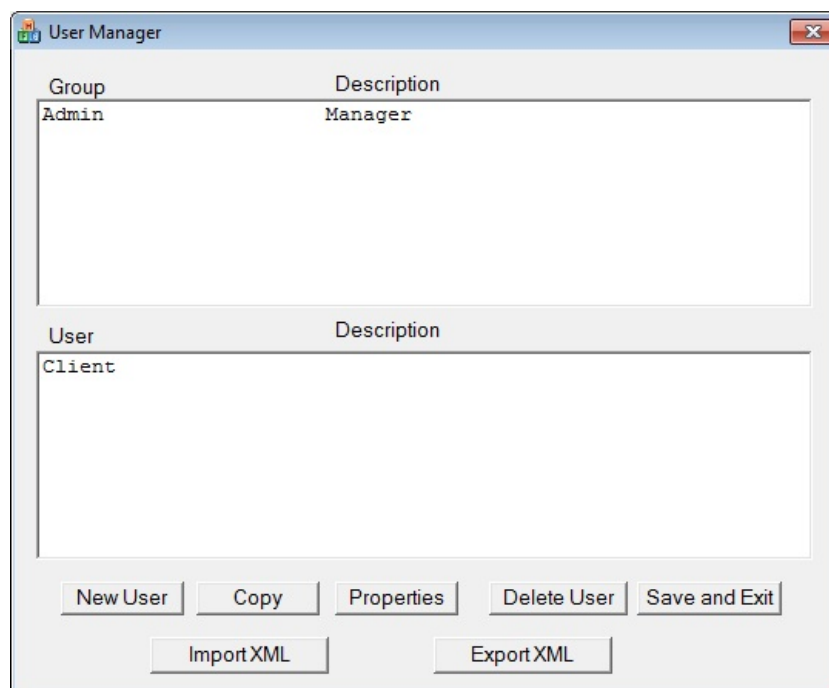 User Manager
Group Description
Admin Manager
User Description
Client
New User Copy Properties Delete User Save and Exit
Import XML Export XML